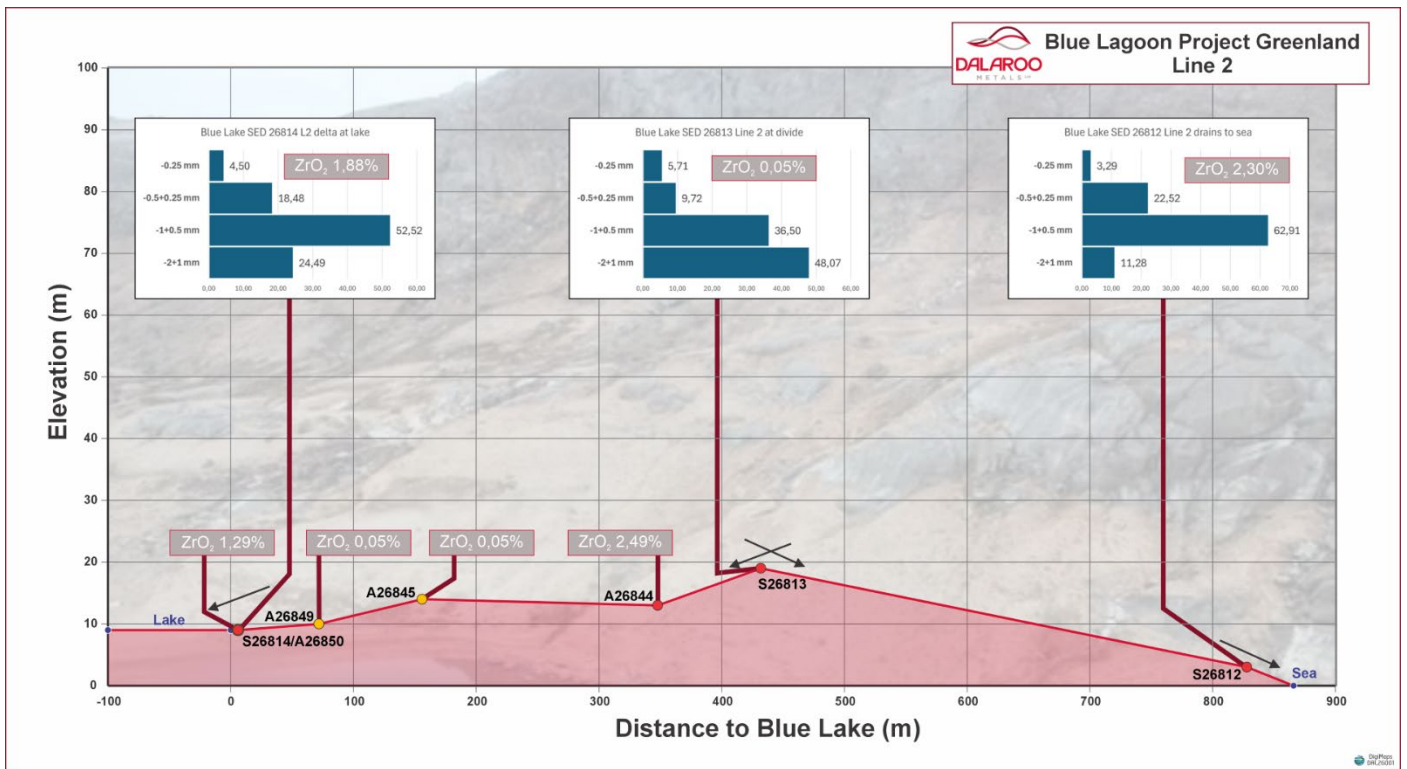 DALAROO
METALS LTD
Blue Lagoon Project Greenland
Line 2
Elevation (m)
100
90
80
70
60
50
40
30
20
10
0
Blue Lake SED 26814 L2 delta at lake
ZrO₂ 1,88%
-0.25 mm 4,50
-0.5+0.25 mm 18,48
-1+0.5 mm 52,52
-2+1 mm 24,49
0,00 10,00 20,00 30,00 40,00 50,00 60,00
Blue Lake SED 26813 Line 2 at divide
ZrO₂ 0,05%
-0.25 mm 5,71
-0.5+0.25 mm 9,72
-1+0.5 mm 36,50
-2+1 mm 48,07
0,00 10,00 20,00 30,00 40,00 50,00 60,00
Blue Lake SED 26812 Line 2 drains to sea
ZrO₂ 2,30%
-0.25 mm 3,29
-0.5+0.25 mm 22,52
-1+0.5 mm 62,91
-2+1 mm 11,28
0,00 10,00 20,00 30,00 40,00 50,00 60,00 70,00
ZrO₂ 1,29%
ZrO₂ 0,05%
ZrO₂ 0,05%
ZrO₂ 2,49%
Lake
S26814/A26850
A26849
A26845
A26844
S26813
S26812
Sea
-100 0 100 200 300 400 500 600 700 800 900
Distance to Blue Lake (m)
DigiMaps
DAL26001